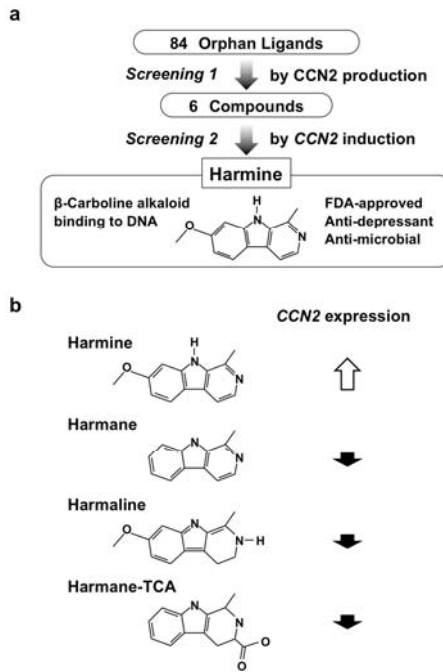 a
84 Orphan Ligands
Screening 1 by CCN2 production
6 Compounds
Screening 2 by CCN2 induction
Harmine
β-Carboline alkaloid
binding to DNA
FDA-approved
Anti-depressant
Anti-microbial
H
N
N
O
b
CCN2 expression
Harmine
H
N
N
O
Harmane
N
N
Harmaline
N
N-H
O
Harmane-TCA
N
N
O
O